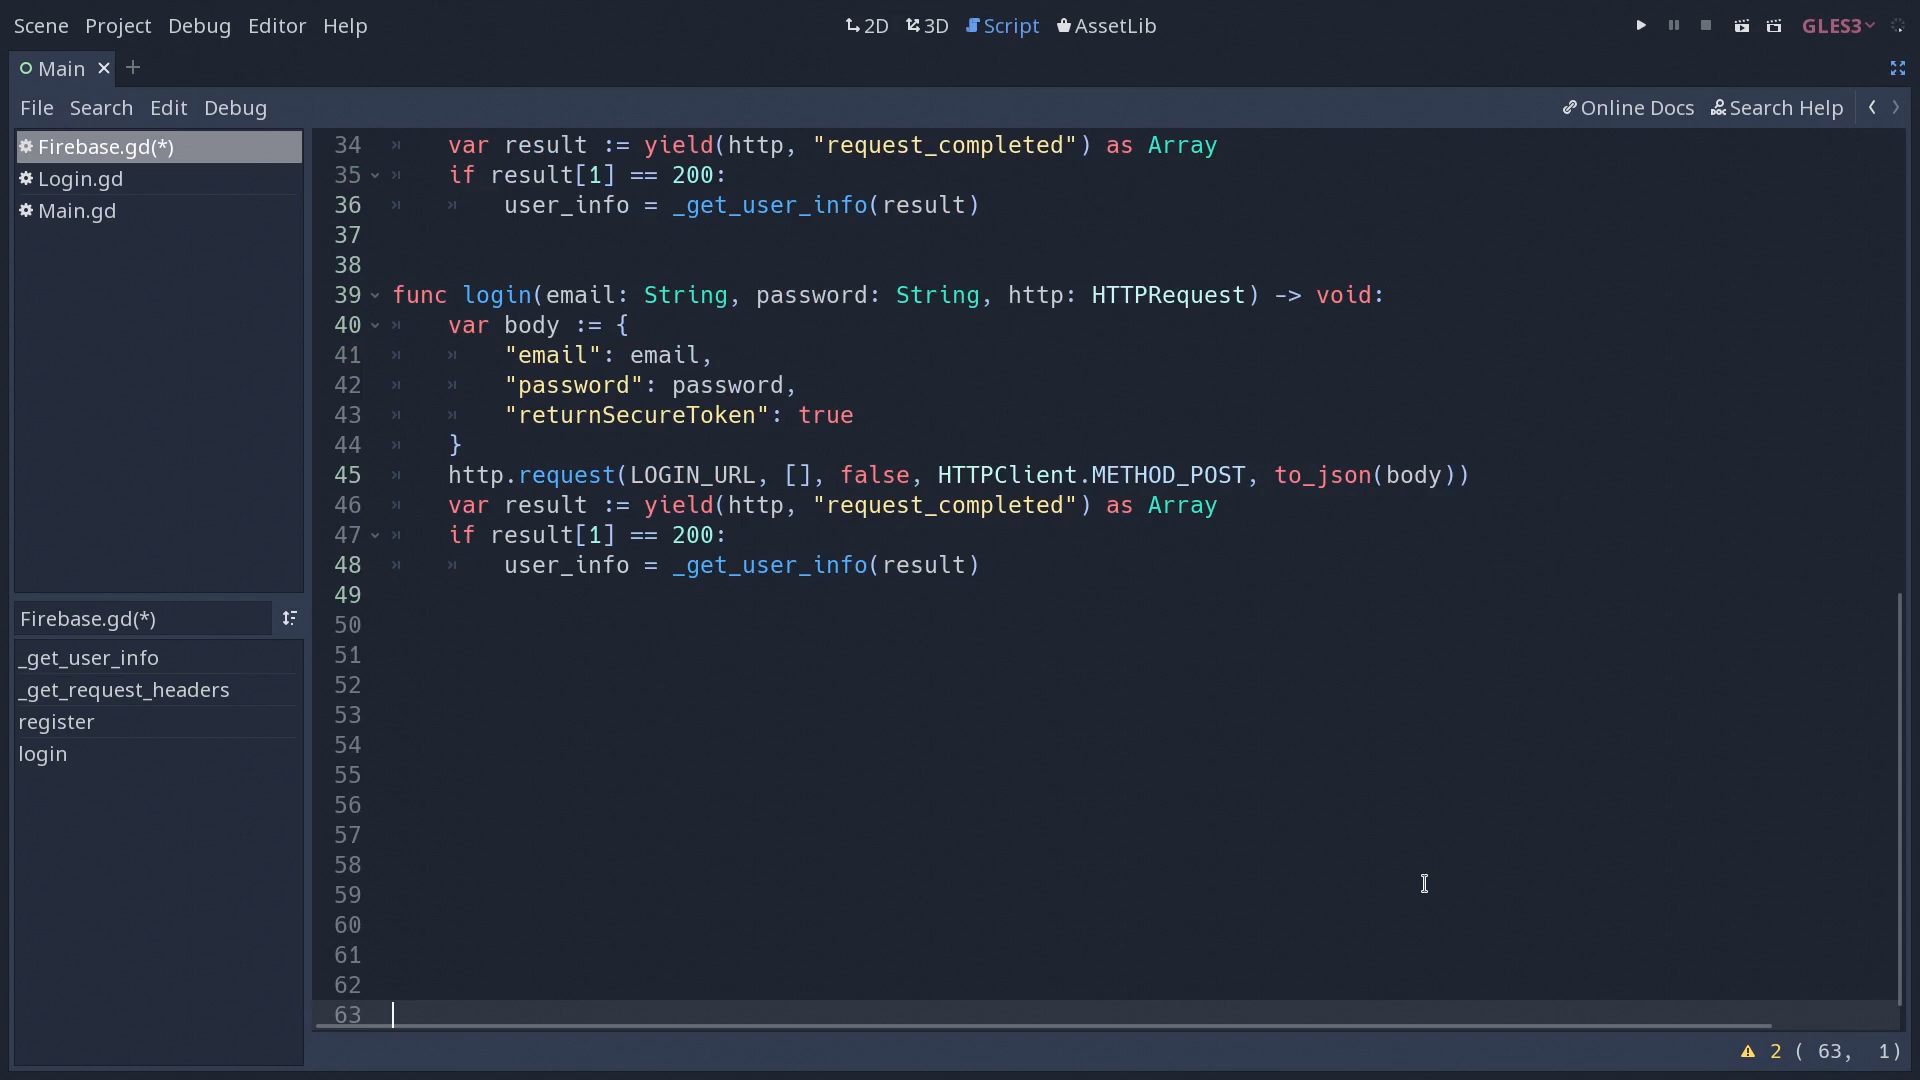 Scene Project Debug Editor Help
2D 3D Script AssetLib
GLES3
Main
File Search Edit Debug
Online Docs Search Help
Firebase.gd(*)
Login.gd
Main.gd
Firebase.gd(*)
_get_user_info
_get_request_headers
register
login
34 var result := yield(http, "request_completed") as Array
35 if result[1] == 200:
36 user_info = _get_user_info(result)
37
38
39 func login(email: String, password: String, http: HTTPRequest) -> void:
40 var body := {
41 "email": email,
42 "password": password,
43 "returnSecureToken": true
44 }
45 http.request(LOGIN_URL, [], false, HTTPClient.METHOD_POST, to_json(body))
46 var result := yield(http, "request_completed") as Array
47 if result[1] == 200:
48 user_info = _get_user_info(result)
49
50
51
52
53
54
55
56
57
58
59
60
61
62
63
2 ( 63, 1)